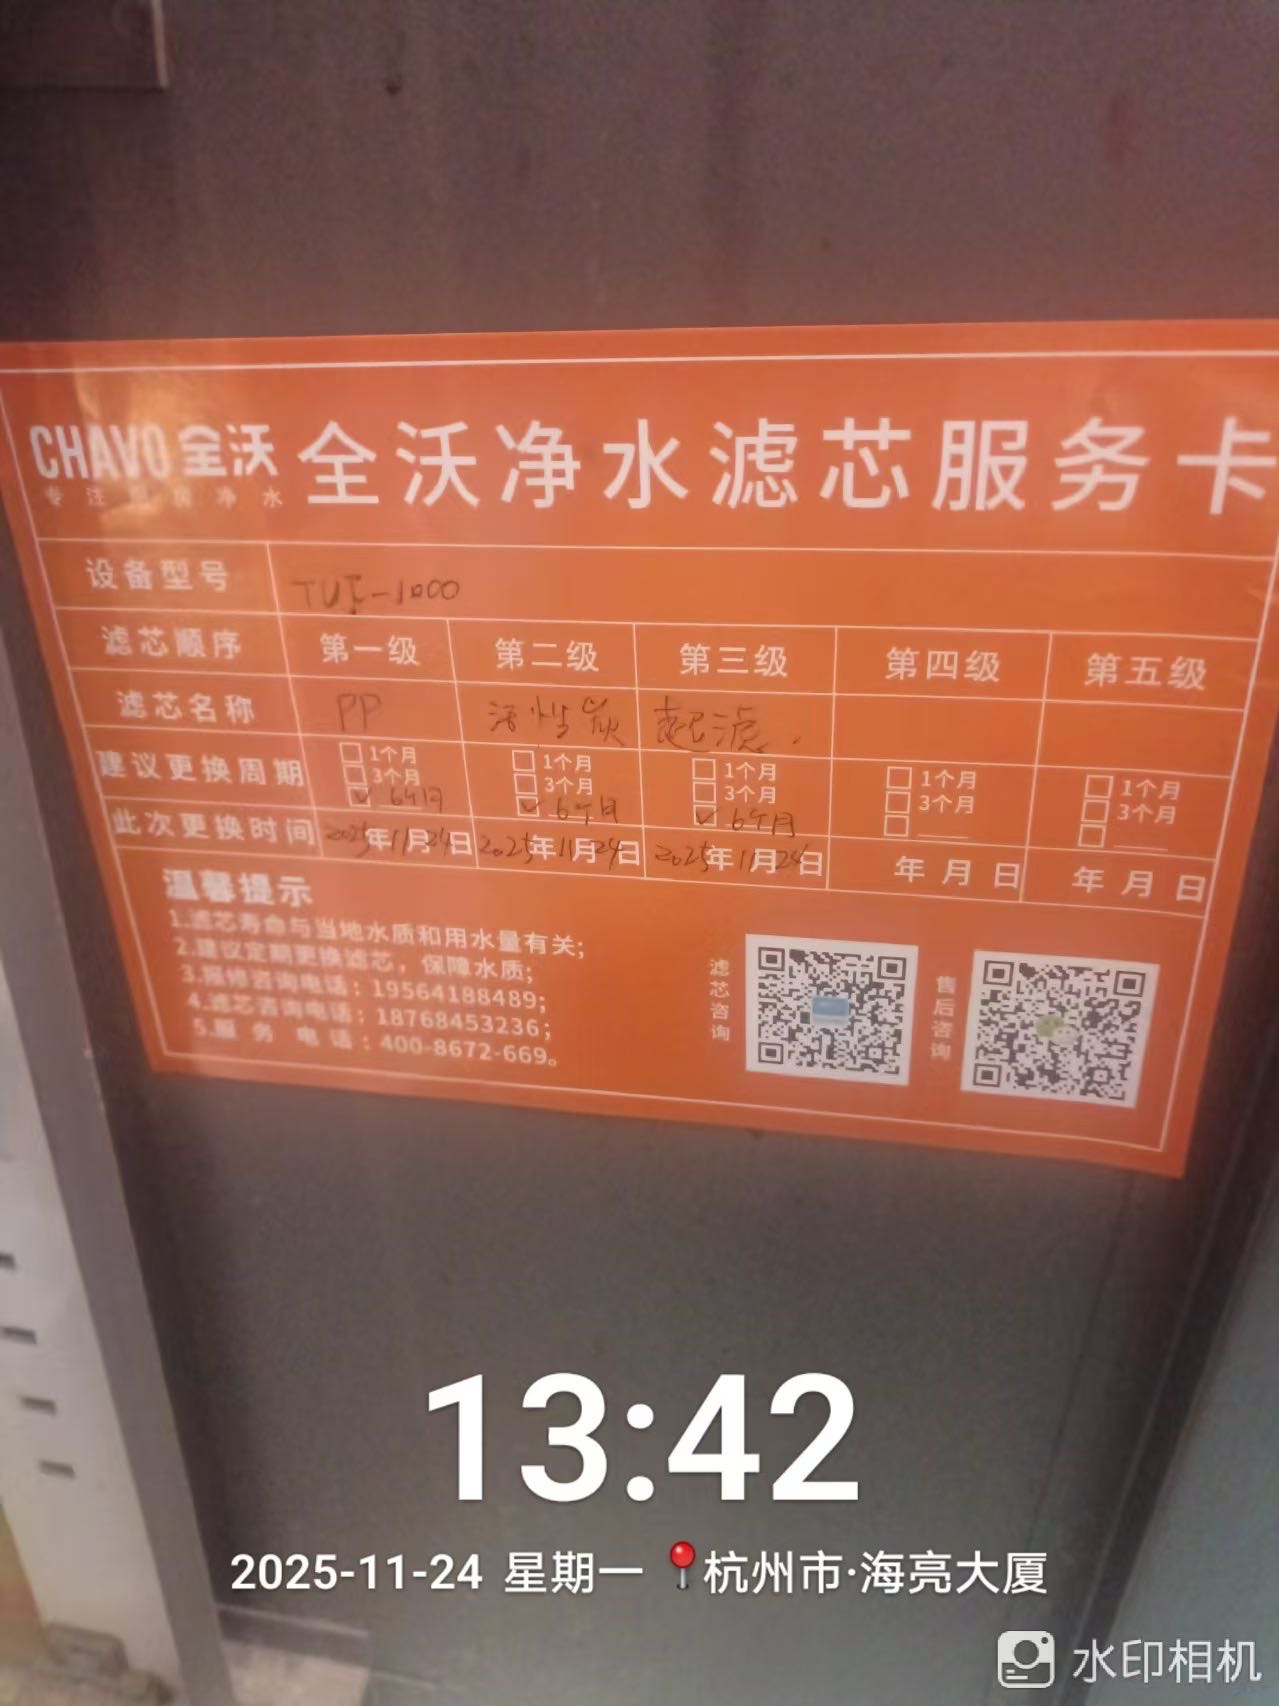 CHAVO 全沃 全沃净水滤芯服务卡
专注厨房净水
设备型号 TUF-1000
滤芯顺序 第一级 第二级 第三级 第四级 第五级
滤芯名称 PP 活性炭 起滤.
建议更换周期 □1个月 □1个月 □1个月 □1个月 □1个月
□3个月 □3个月 □3个月 □3个月 □3个月
☑6个月 ☑6个月 ☑6个月 □____ □____
此次更换时间 2025年11月24日 2025年11月24日 2025年11月24日 年 月 日 年 月 日
温馨提示
1.滤芯寿命与当地水质和用水量有关;
2.建议定期更换滤芯，保障水质;
3.报修咨询电话：19564188489;
4.滤芯咨询电话：18768453236;
5.服务电话：400-8672-669。
滤芯咨询
售后咨询
13:42
2025-11-24 星期一 杭州市·海亮大厦
水印相机